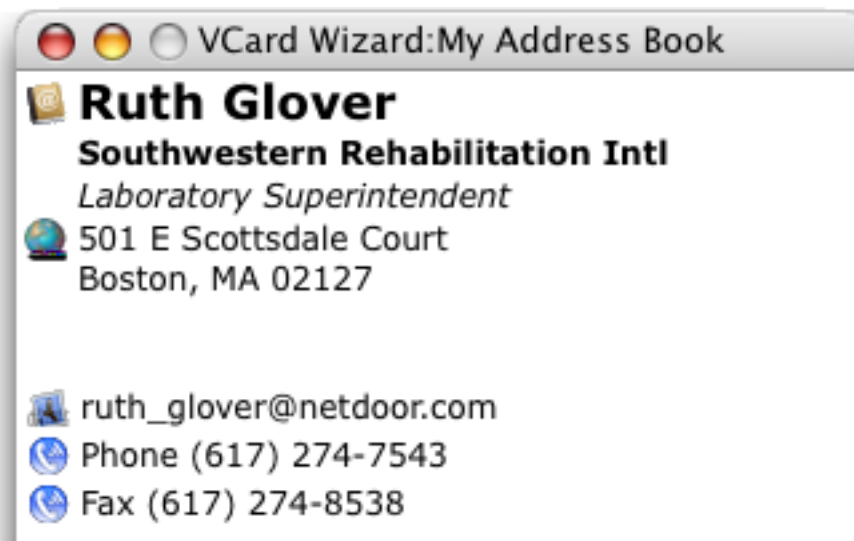 VCard Wizard:My Address Book
Ruth Glover
Southwestern Rehabilitation Intl
Laboratory Superintendent
501 E Scottsdale Court
Boston, MA 02127
ruth_glover@netdoor.com
Phone (617) 274-7543
Fax (617) 274-8538